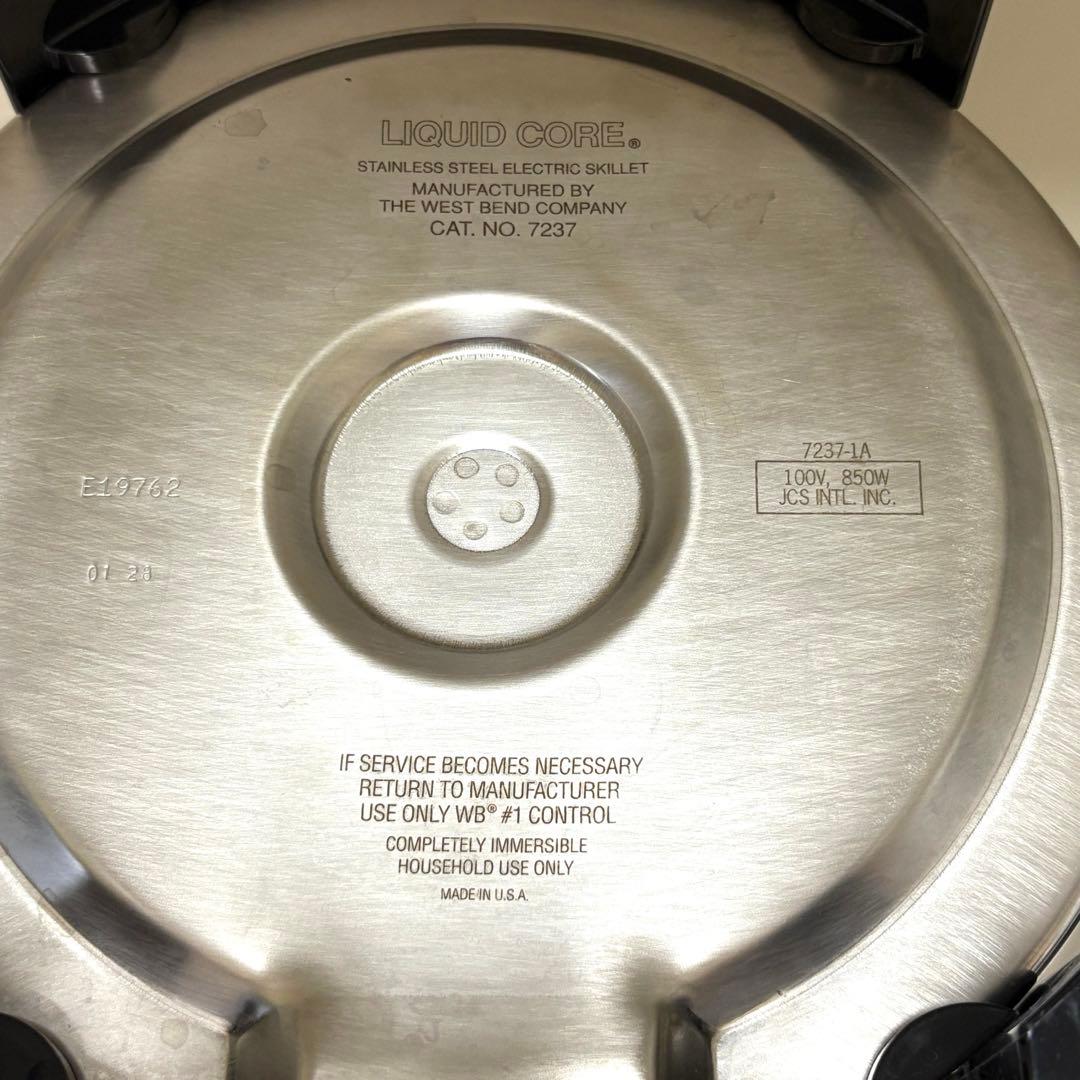 LIQUID CORE®
STAINLESS STEEL ELECTRIC SKILLET
MANUFACTURED BY
THE WEST BEND COMPANY
CAT. NO. 7237
7237-1A
100V, 850W
JCS INTL. INC.
E19762
01 28
IF SERVICE BECOMES NECESSARY
RETURN TO MANUFACTURER
USE ONLY WB® #1 CONTROL
COMPLETELY IMMERSIBLE
HOUSEHOLD USE ONLY
MADE IN U.S.A.